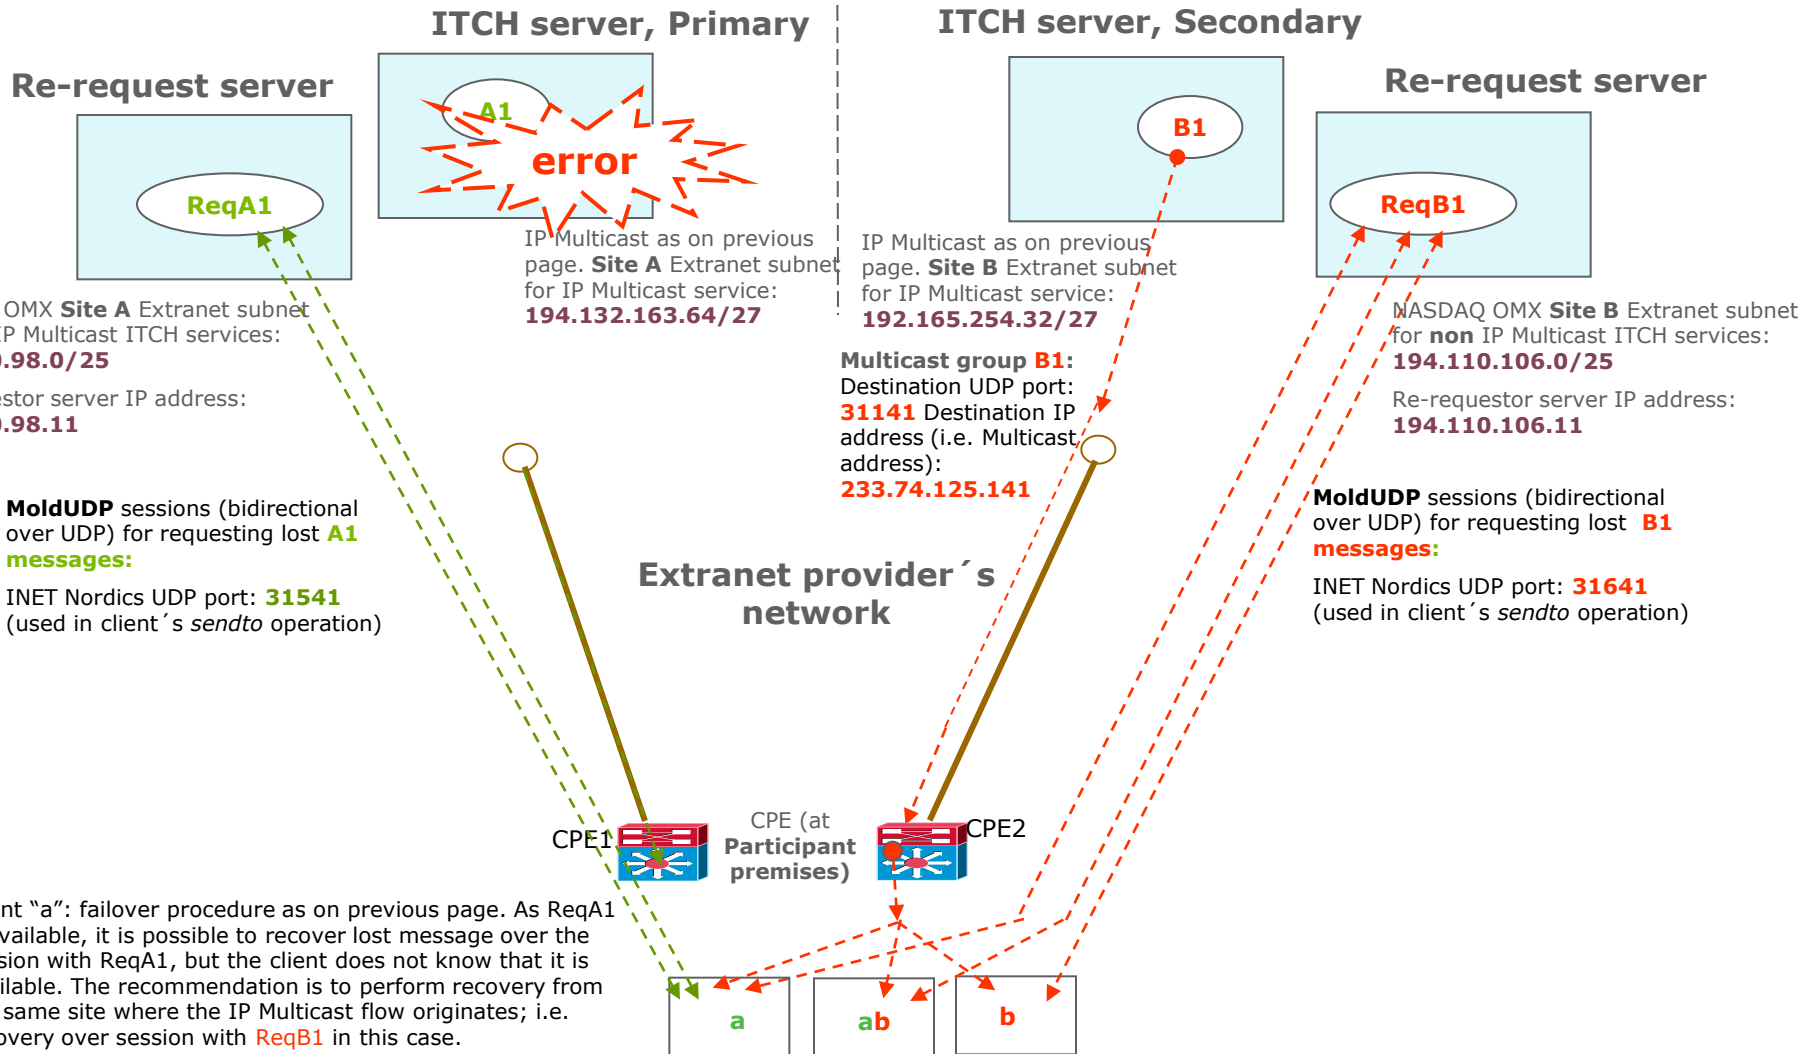 ITCH server, Primary
ITCH server, Secondary
Re-request server
Re-request server
A1
error
B1
ReqA1
ReqB1
IP Multicast as on previous
page. Site A Extranet subnet
for IP Multicast service:
194.132.163.64/27
IP Multicast as on previous
page. Site B Extranet subnet
for IP Multicast service:
192.165.254.32/27
OMX Site A Extranet subnet
IP Multicast ITCH services:
.98.0/25
estor server IP address:
.98.11
NASDAQ OMX Site B Extranet subnet
for non IP Multicast ITCH services:
194.110.106.0/25
Re-requestor server IP address:
194.110.106.11
Multicast group B1:
Destination UDP port:
31141 Destination IP
address (i.e. Multicast
address):
233.74.125.141
MoldUDP sessions (bidirectional
over UDP) for requesting lost A1
messages:
INET Nordics UDP port: 31541
(used in client´s sendto operation)
MoldUDP sessions (bidirectional
over UDP) for requesting lost B1
messages:
INET Nordics UDP port: 31641
(used in client´s sendto operation)
Extranet provider´s
network
CPE1
CPE (at
Participant
premises)
CPE2
nt “a”: failover procedure as on previous page. As ReqA1
vailable, it is possible to recover lost message over the
sion with ReqA1, but the client does not know that it is
ilable. The recommendation is to perform recovery from
same site where the IP Multicast flow originates; i.e.
overy over session with ReqB1 in this case.
a
ab
b